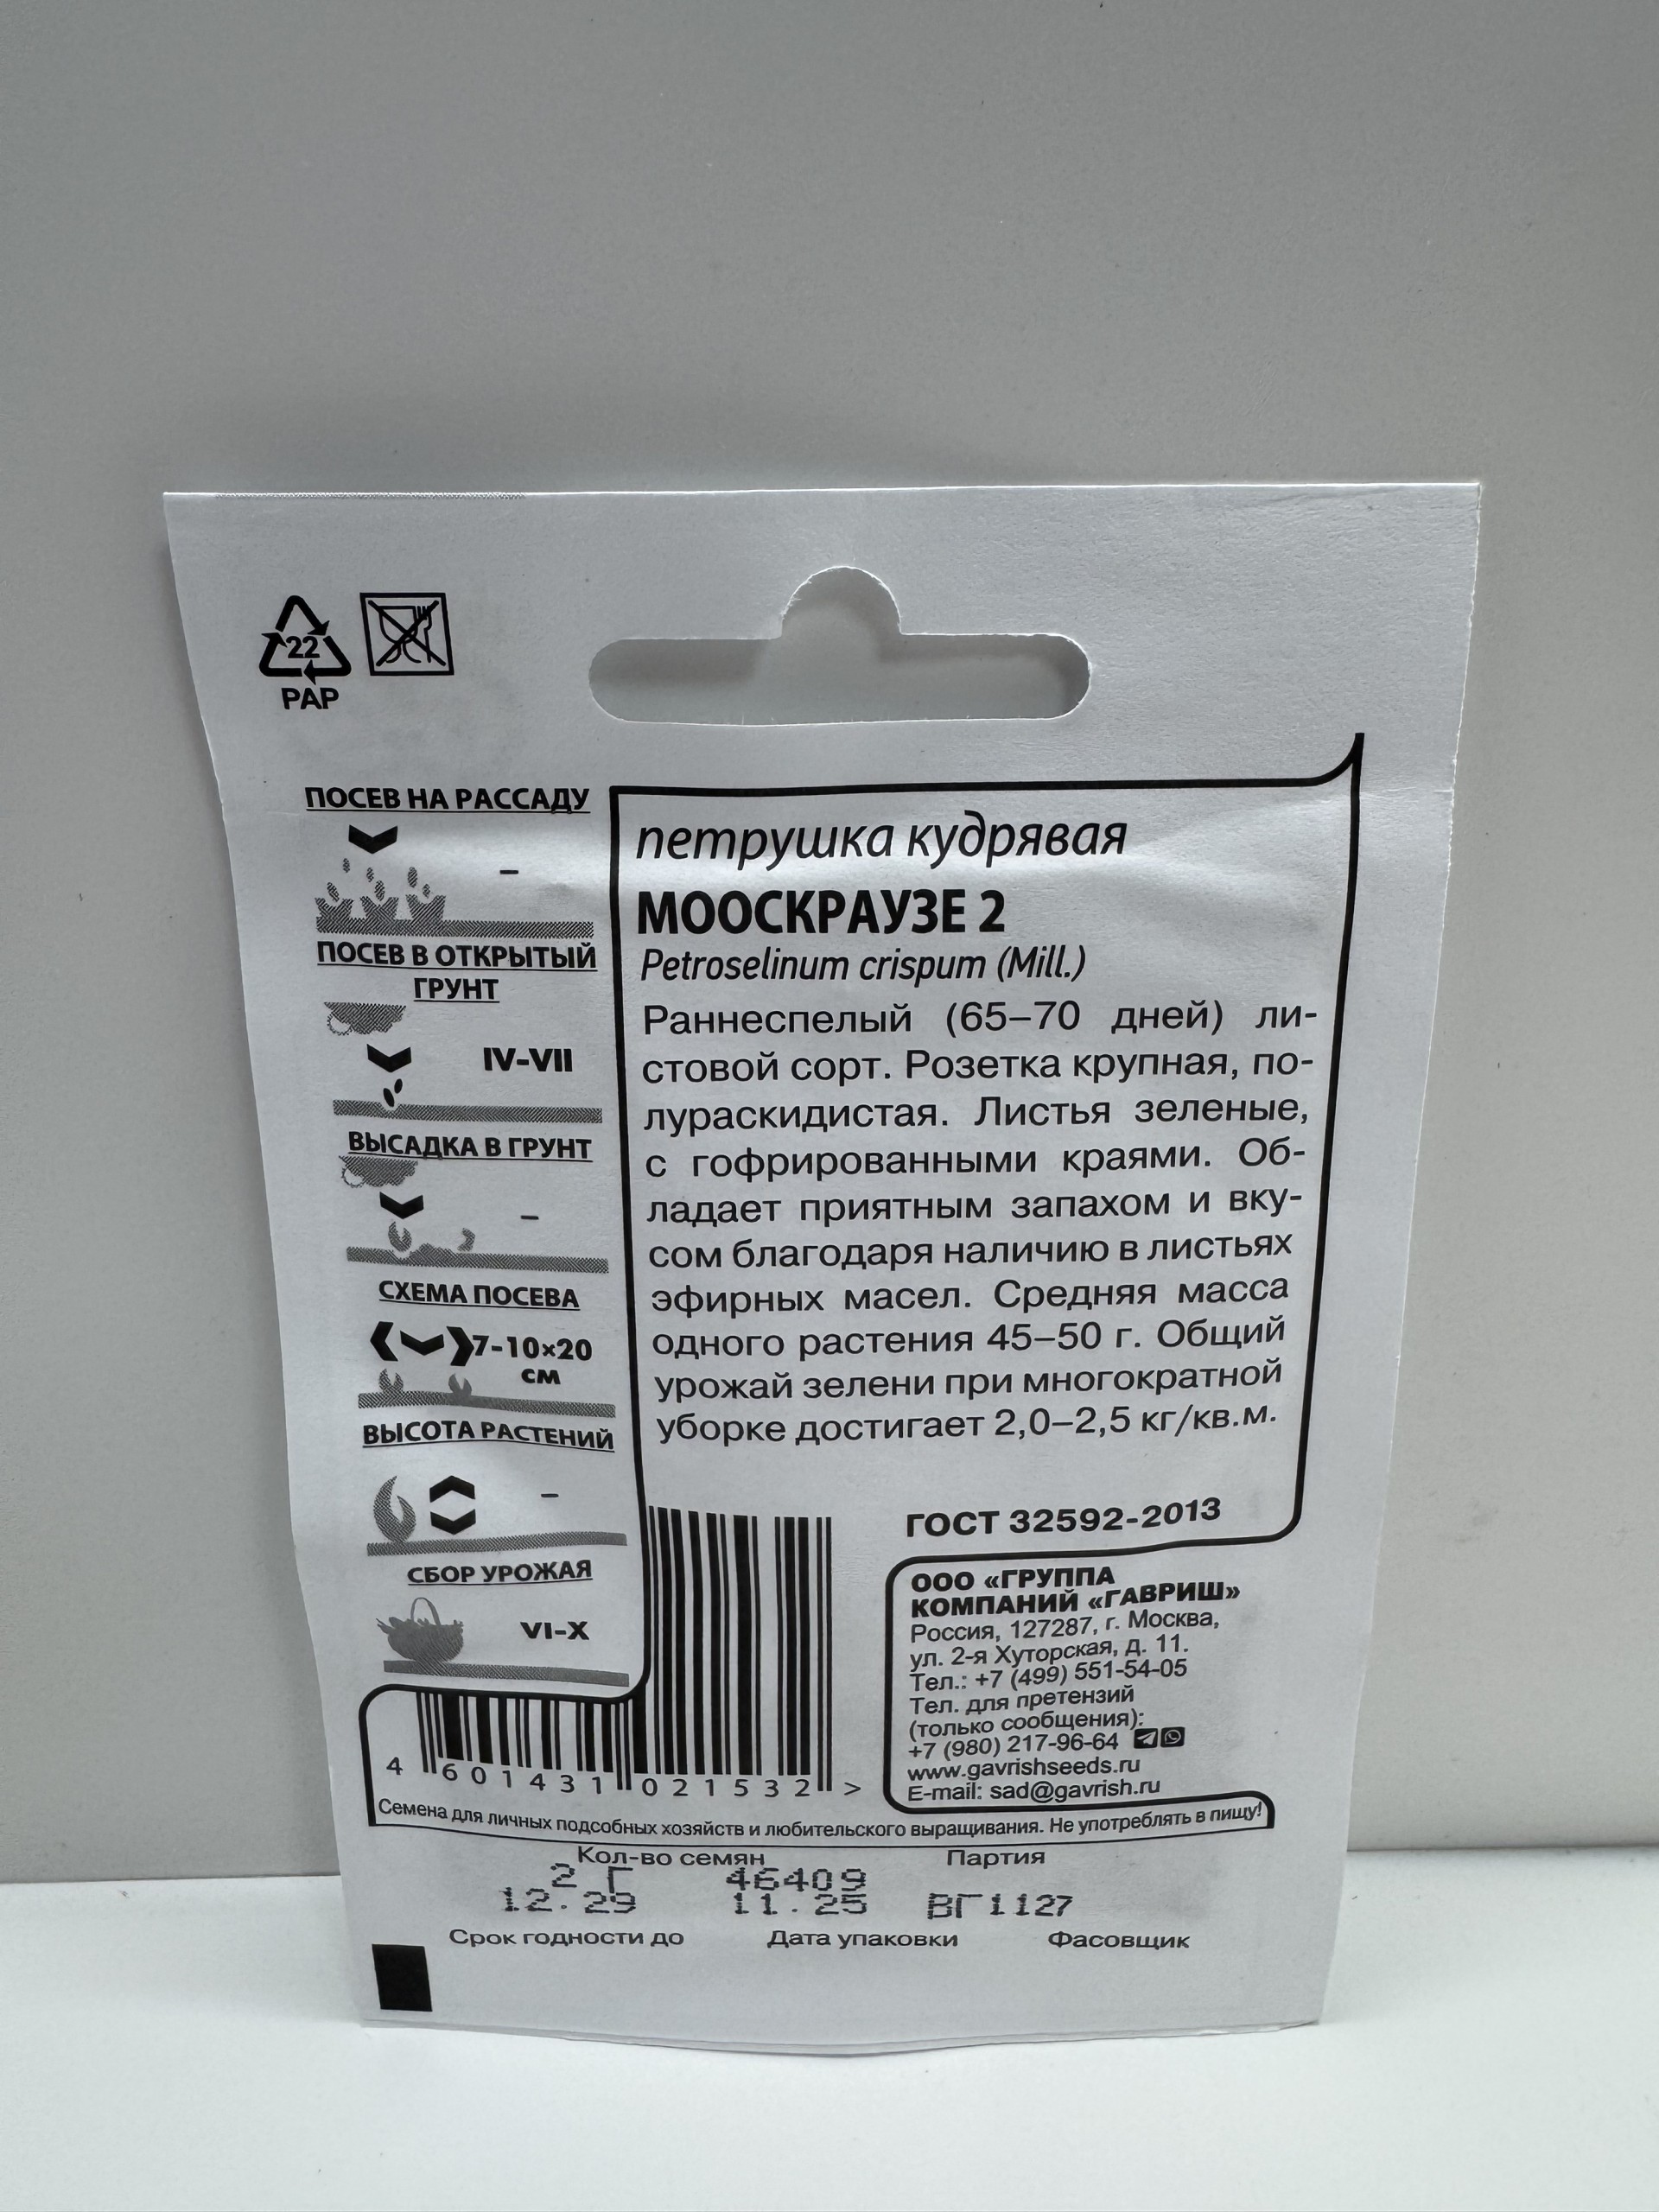 22
PAP
ПОСЕВ НА РАССАДУ
–
ПОСЕВ В ОТКРЫТЫЙ
ГРУНТ
IV-VII
ВЫСАДКА В ГРУНТ
–
СХЕМА ПОСЕВА
7-10×20
см
ВЫСОТА РАСТЕНИЙ
–
СБОР УРОЖАЯ
VI-X
петрушка кудрявая
МООСКРАУЗЕ 2
Petroselinum crispum (Mill.)
Раннеспелый (65–70 дней) ли-
стовой сорт. Розетка крупная, по-
лураскидистая. Листья зеленые,
с гофрированными краями. Об-
ладает приятным запахом и вку-
сом благодаря наличию в листьях
эфирных масел. Средняя масса
одного растения 45–50 г. Общий
урожай зелени при многократной
уборке достигает 2,0–2,5 кг/кв.м.
ГОСТ 32592-2013
ООО «ГРУППА
КОМПАНИЙ «ГАВРИШ»
Россия, 127287, г. Москва,
ул. 2-я Хуторская, д. 11.
Тел.: +7 (499) 551-54-05
Тел. для претензий
(только сообщения):
+7 (980) 217-96-64
www.gavrishseeds.ru
E-mail: sad@gavrish.ru
4 601431 021532 >
Семена для личных подсобных хозяйств и любительского выращивания. Не употреблять в пищу!
Кол-во семян Партия
2 Г 46409
12.29 11.25 ВГ1127
Срок годности до Дата упаковки Фасовщик